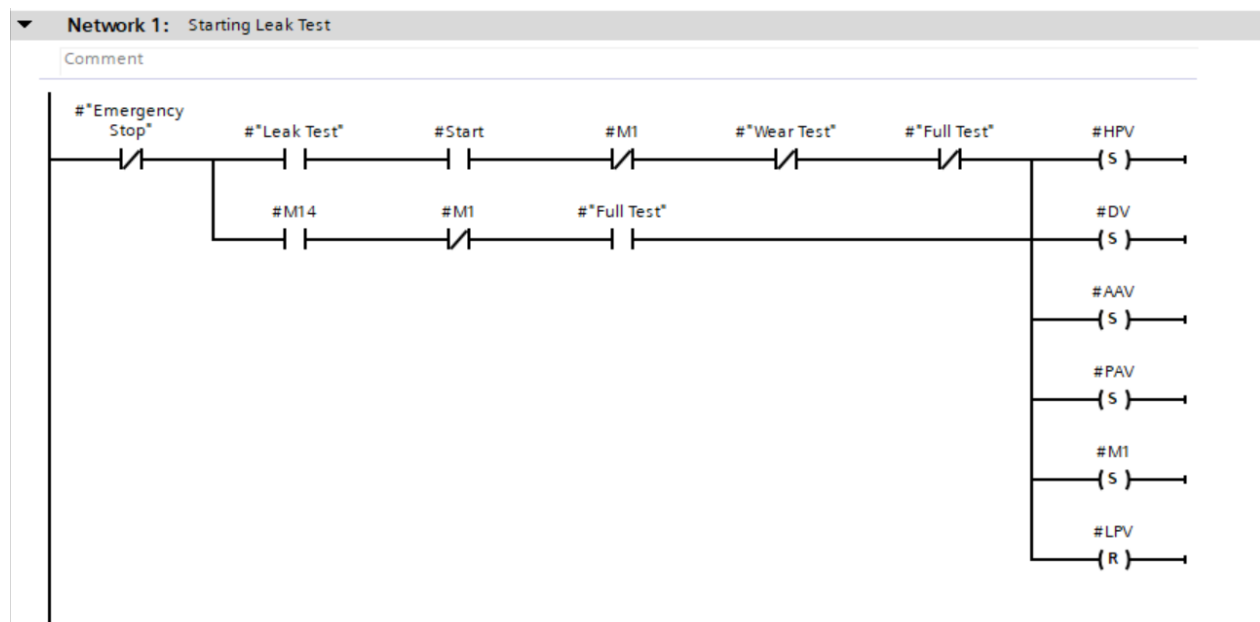 Network 1: Starting Leak Test
Comment
#"Emergency
Stop"
#"Leak Test"
#Start
#M1
#"Wear Test"
#"Full Test"
#HPV
( S )
#M14
#M1
#"Full Test"
#DV
( S )
#AAV
( S )
#PAV
( S )
#M1
( S )
#LPV
( R )